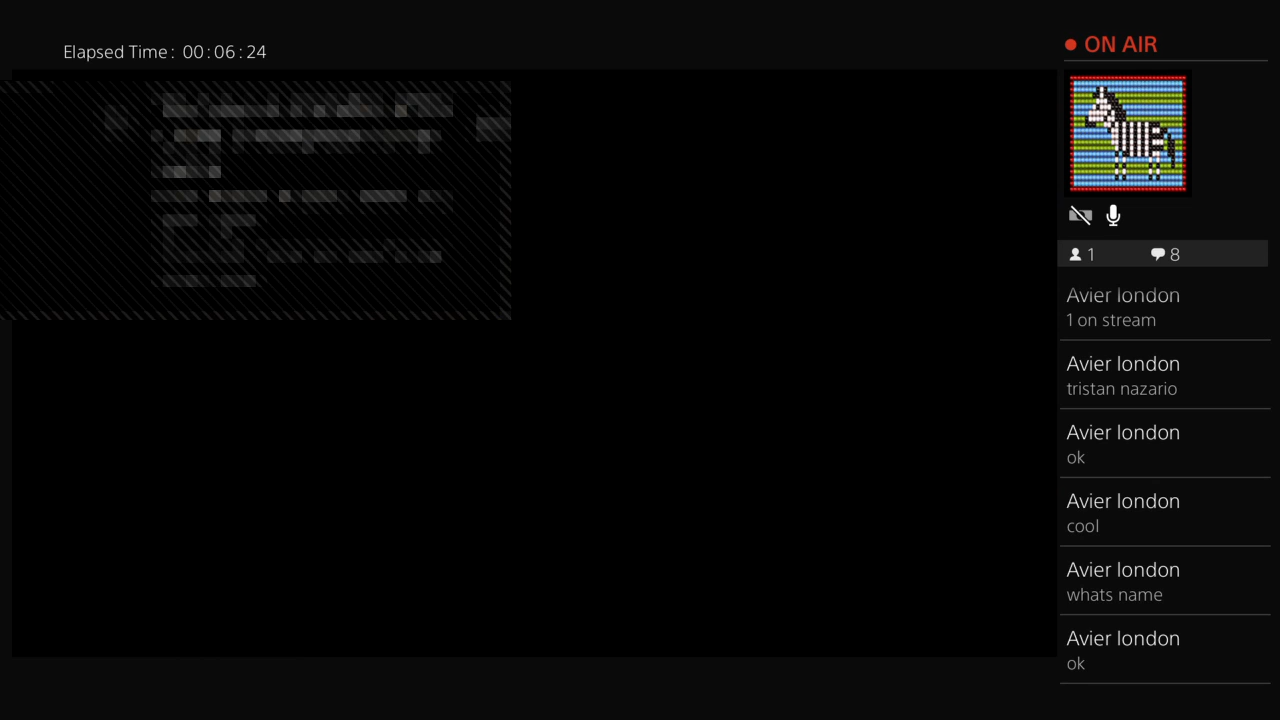 Elapsed Time: 00:06:24
ON AIR
1 8
Avier london
1 on stream
Avier london
tristan nazario
Avier london
ok
Avier london
cool
Avier london
whats name
Avier london
ok